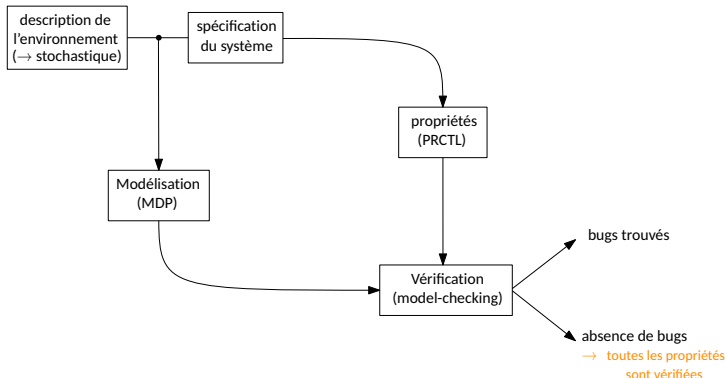 description de
l'environnement
(→ stochastique)
spécification
du système
propriétés
(PRCTL)
Modélisation
(MDP)
bugs trouvés
Vérification
(model-checking)
absence de bugs
→ toutes les propriétés
sont vérifiées